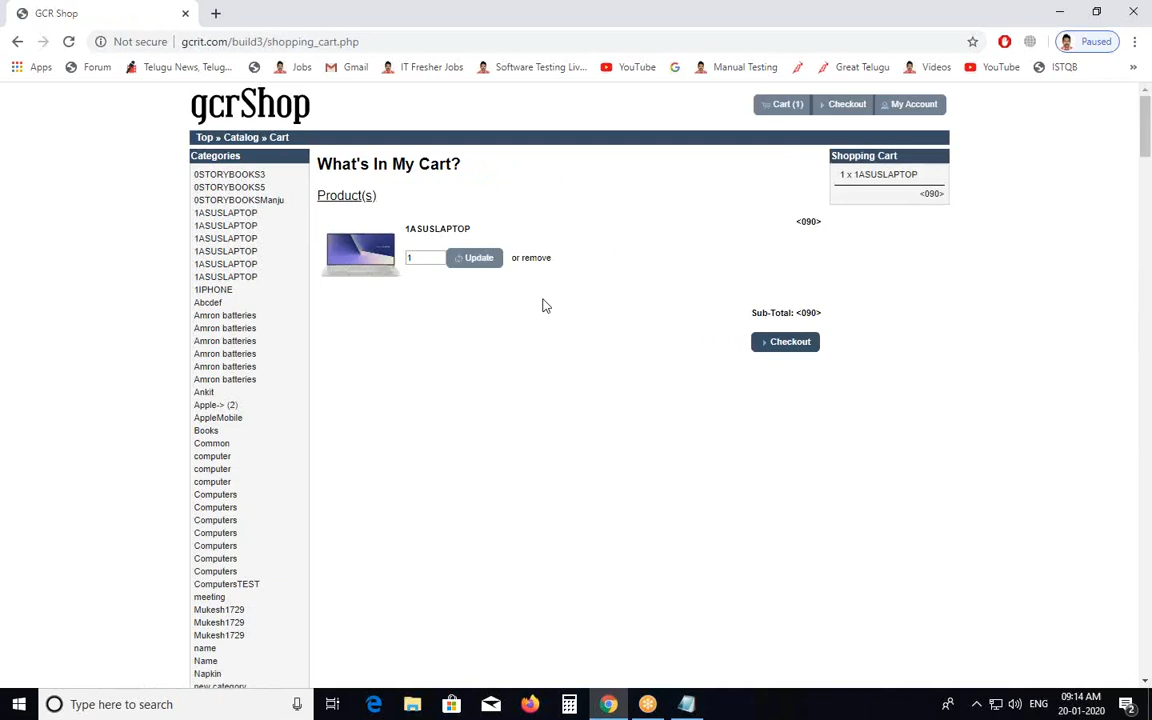 GCR Shop
Not secure gcrit.com/build3/shopping_cart.php Paused
Apps Forum Telugu News, Telug... Jobs Gmail IT Fresher Jobs Software Testing Liv... YouTube Manual Testing Great Telugu Videos YouTube ISTQB »
gcrShop
Cart (1) Checkout My Account
Top » Catalog » Cart
Categories
0STORYBOOKS3
0STORYBOOKS5
0STORYBOOKSManju
1ASUSLAPTOP
1ASUSLAPTOP
1ASUSLAPTOP
1ASUSLAPTOP
1ASUSLAPTOP
1ASUSLAPTOP
1IPHONE
Abcdef
Amron batteries
Amron batteries
Amron batteries
Amron batteries
Amron batteries
Amron batteries
Ankit
Apple-> (2)
AppleMobile
Books
Common
computer
computer
computer
Computers
Computers
Computers
Computers
Computers
Computers
Computers
ComputersTEST
meeting
Mukesh1729
Mukesh1729
Mukesh1729
name
Name
Napkin
new category
What's In My Cart?
Product(s)
1ASUSLAPTOP <090>
1 Update or remove
Sub-Total: <090>
Checkout
Shopping Cart
1 x 1ASUSLAPTOP
<090>
Type here to search
ENG
09:14 AM
20-01-2020
2